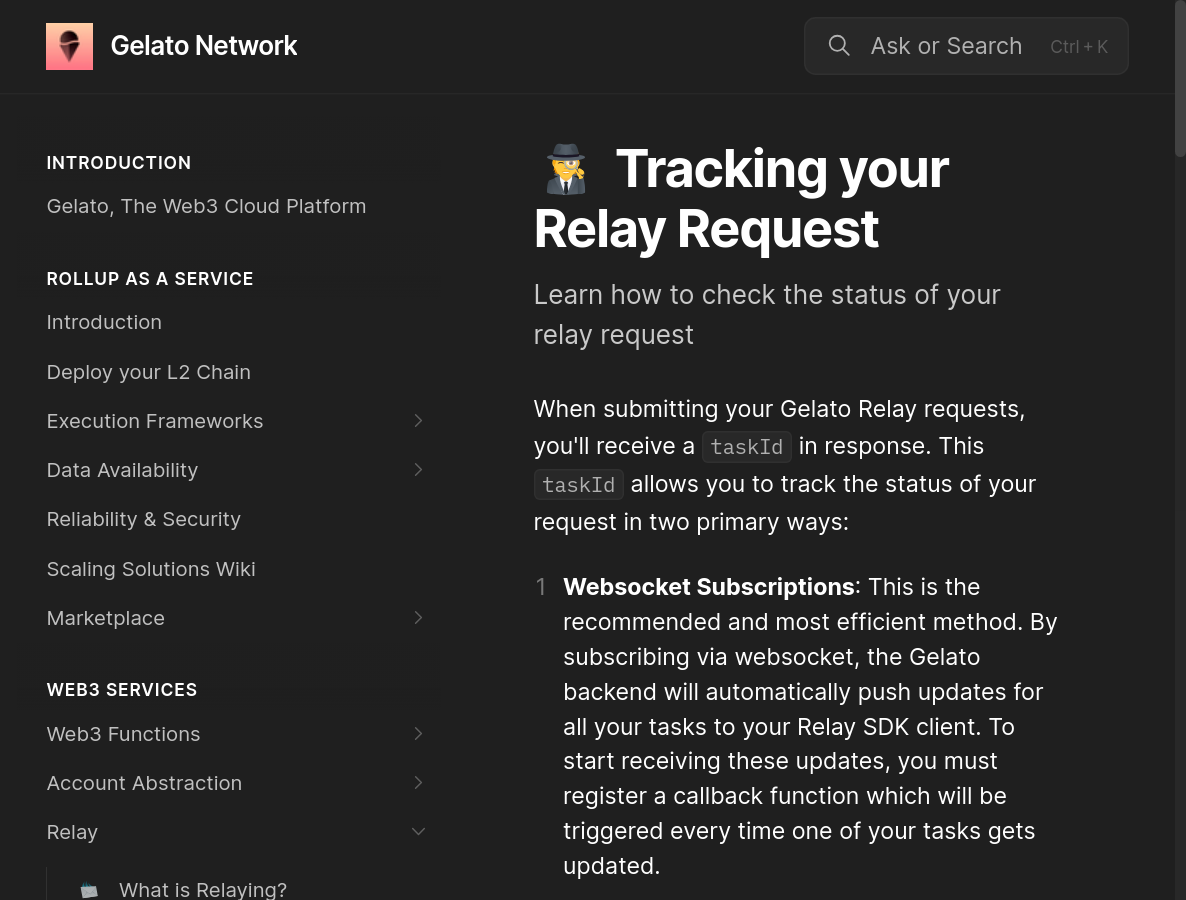 Gelato Network
Ask or Search Ctrl + K
INTRODUCTION
Gelato, The Web3 Cloud Platform
ROLLUP AS A SERVICE
Introduction
Deploy your L2 Chain
Execution Frameworks
Data Availability
Reliability & Security
Scaling Solutions Wiki
Marketplace
WEB3 SERVICES
Web3 Functions
Account Abstraction
Relay
What is Relaying?
Tracking your
Relay Request
Learn how to check the status of your
relay request
When submitting your Gelato Relay requests,
you'll receive a taskId in response. This
taskId allows you to track the status of your
request in two primary ways:
1 Websocket Subscriptions: This is the
recommended and most efficient method. By
subscribing via websocket, the Gelato
backend will automatically push updates for
all your tasks to your Relay SDK client. To
start receiving these updates, you must
register a callback function which will be
triggered every time one of your tasks gets
updated.